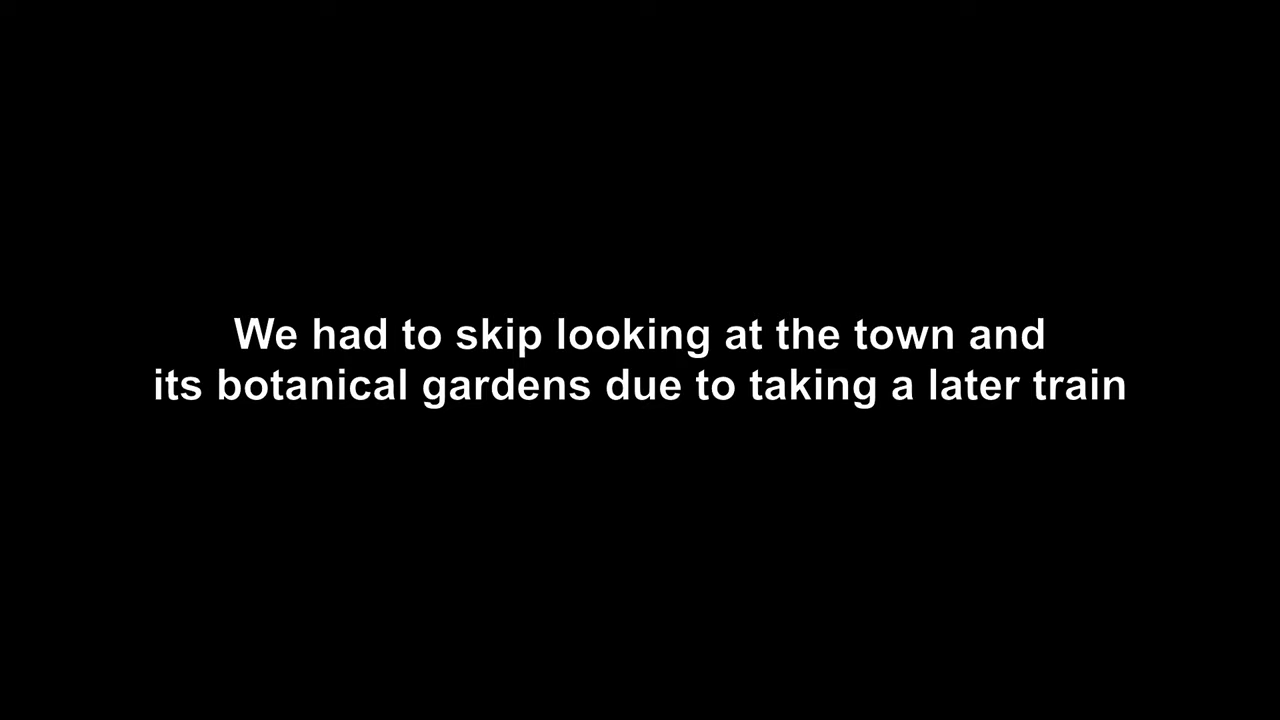 We had to skip looking at the town and
its botanical gardens due to taking a later train